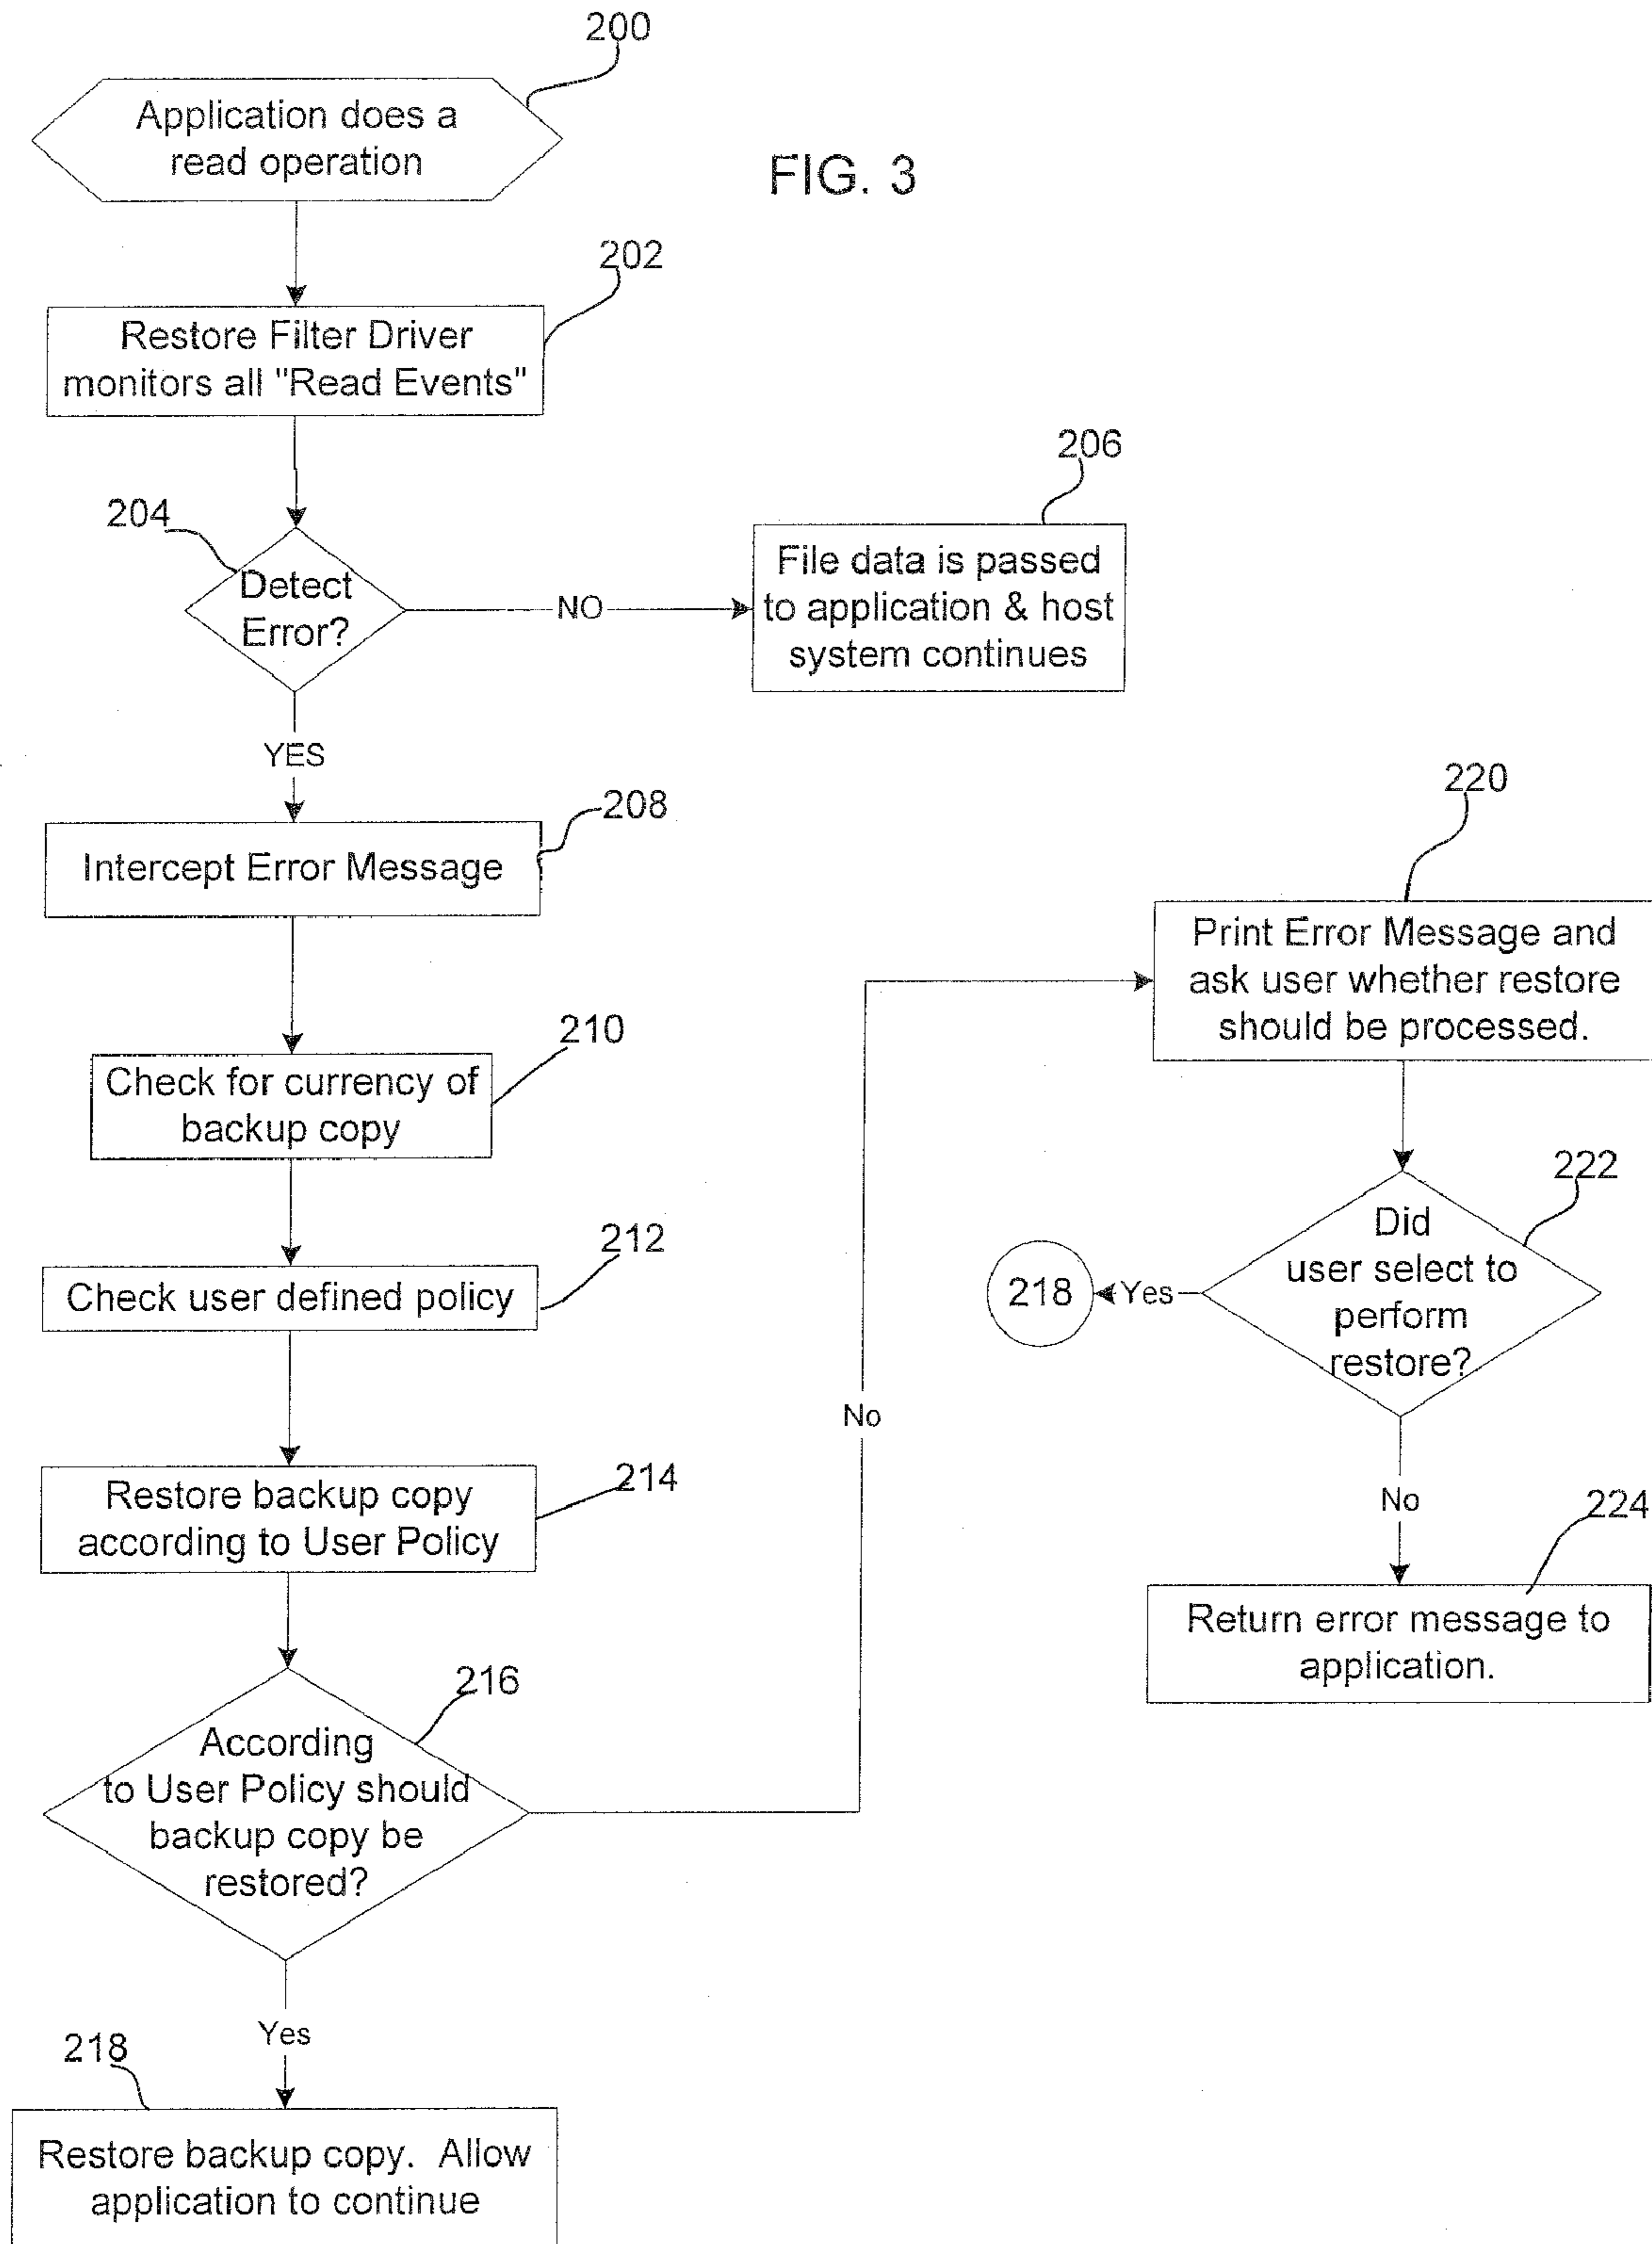 200
Application does a
read operation
FIG. 3
202
Restore Filter Driver
monitors all "Read Events"
204
Detect
Error?
NO
206
File data is passed
to application & host
system continues
YES
208
Intercept Error Message
210
Check for currency of
backup copy
212
Check user defined policy
214
Restore backup copy
according to User Policy
216
According
to User Policy should
backup copy be
restored?
No
Yes
218
Restore backup copy.  Allow
application to continue
220
Print Error Message and
ask user whether restore
should be processed.
222
Did
user select to
perform
restore?
Yes
218
No
224
Return error message to
application.